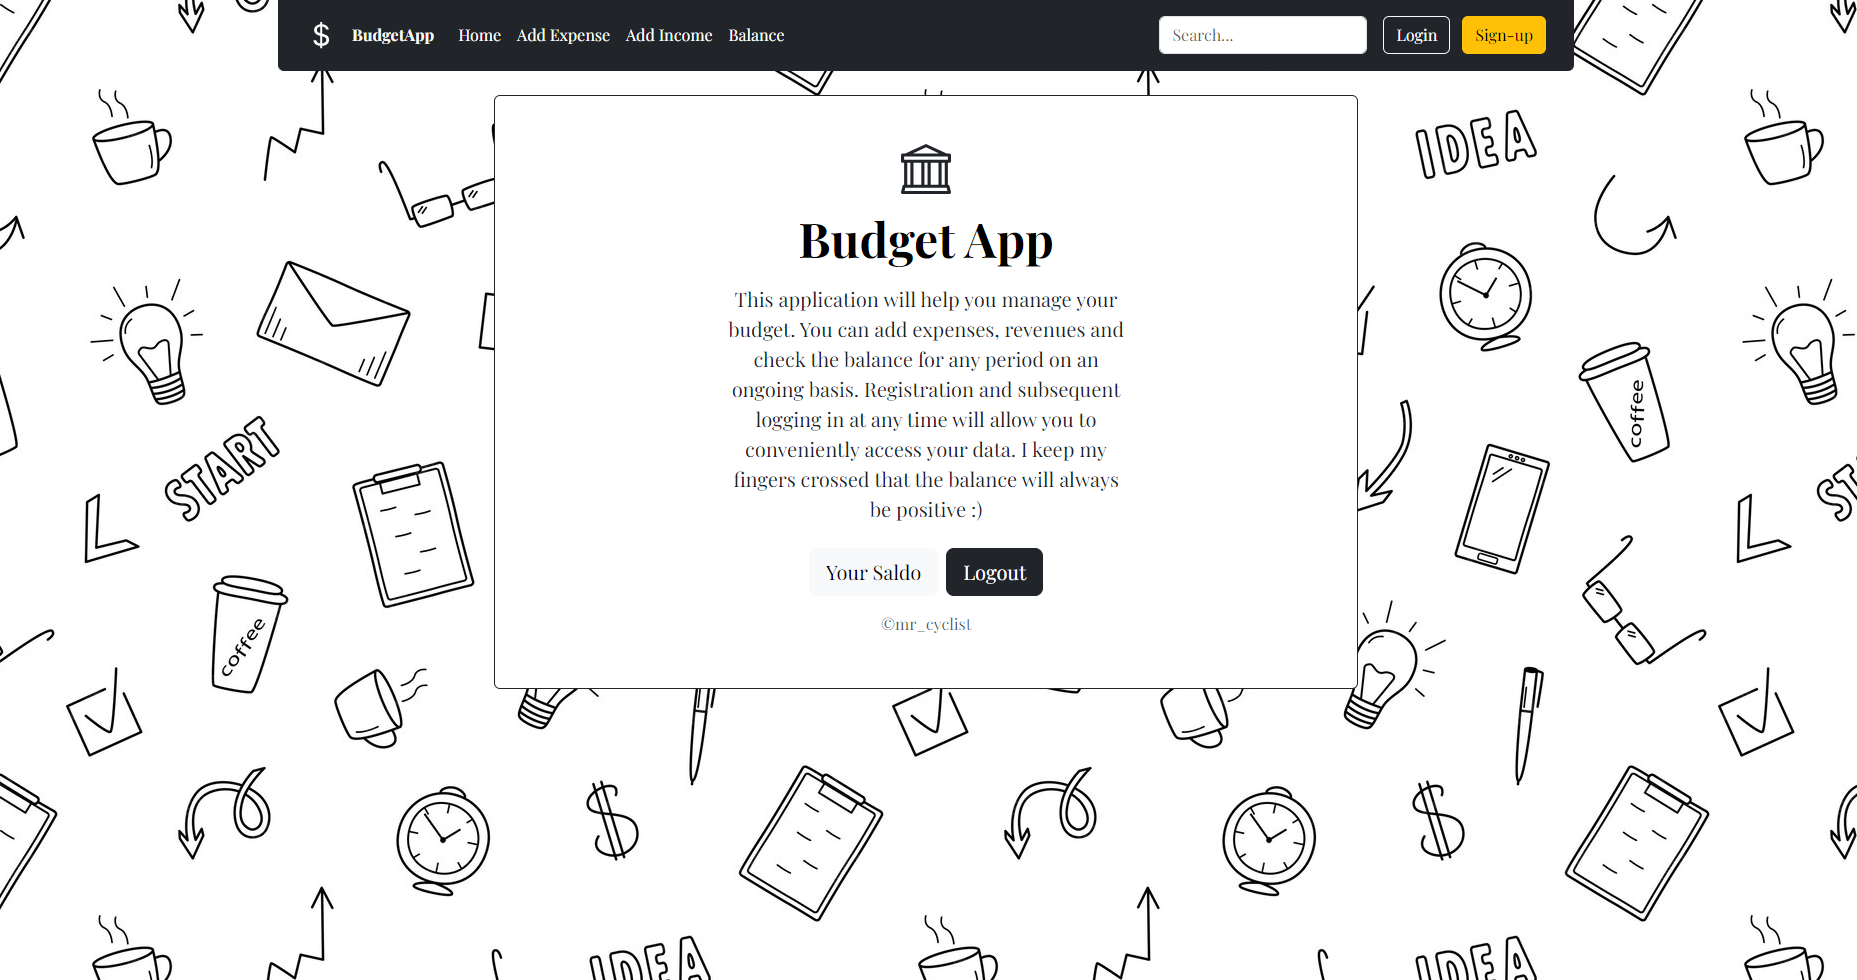 $ BudgetApp Home Add Expense Add Income Balance Search... Login Sign-up
Budget App
This application will help you manage your
budget. You can add expenses, revenues and
check the balance for any period on an
ongoing basis. Registration and subsequent
logging in at any time will allow you to
conveniently access your data. I keep my
fingers crossed that the balance will always
be positive :)
Your Saldo Logout
©mr_cyclist
IDEA
coffee
START
ST
coffee
$
$
IDEA
IDEA